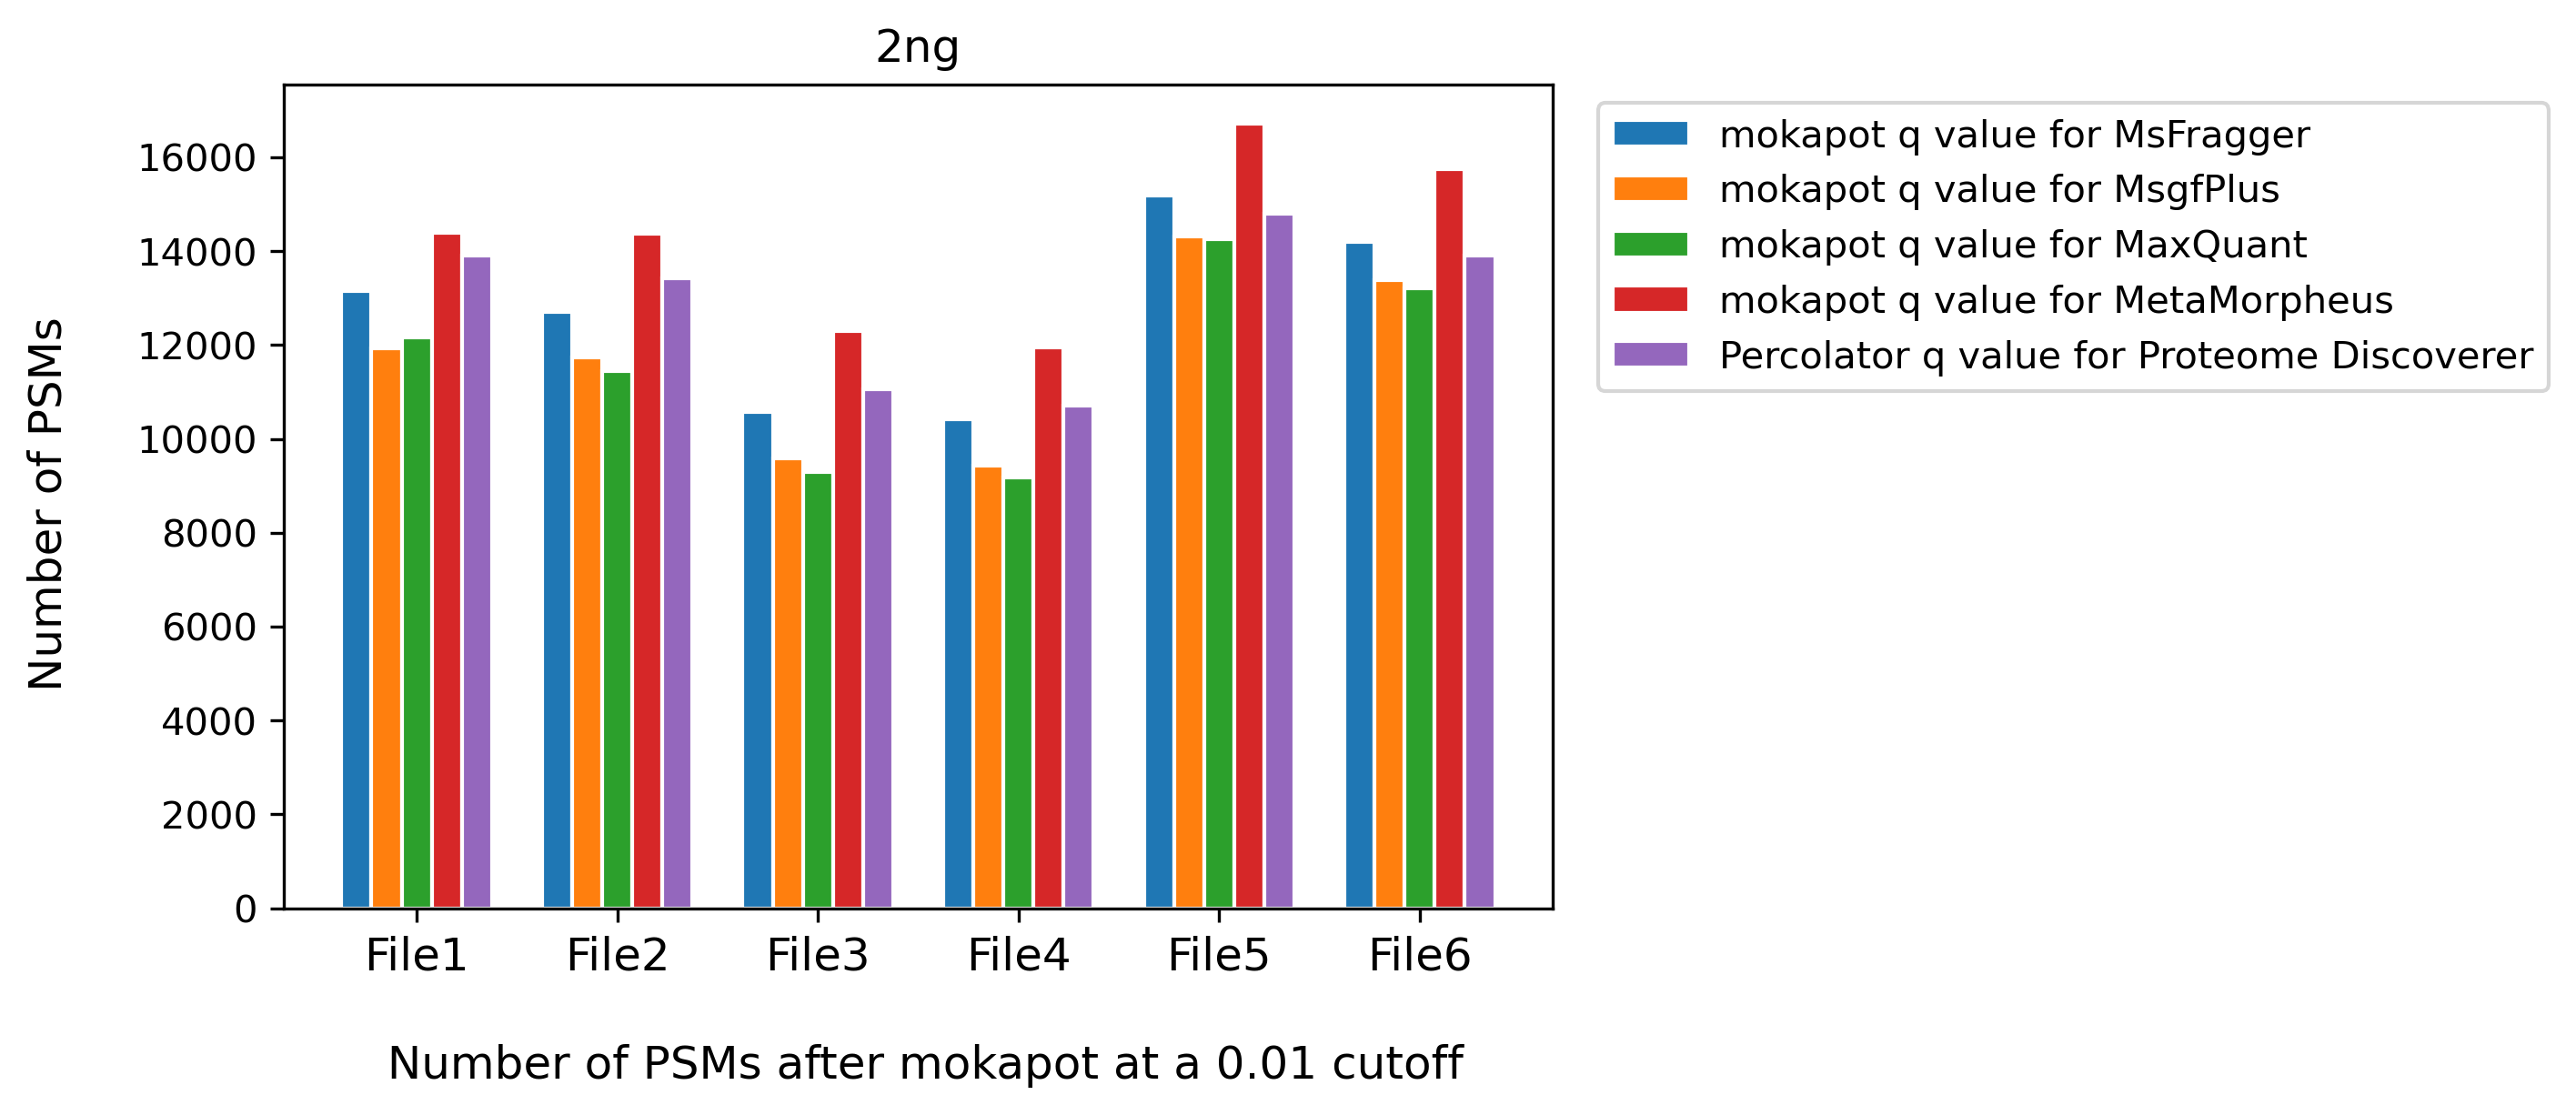 2ng
Number of PSMs
16000
14000
12000
10000
8000
6000
4000
2000
0
File1 File2 File3 File4 File5 File6
Number of PSMs after mokapot at a 0.01 cutoff
mokapot q value for MsFragger
mokapot q value for MsgfPlus
mokapot q value for MaxQuant
mokapot q value for MetaMorpheus
Percolator q value for Proteome Discoverer